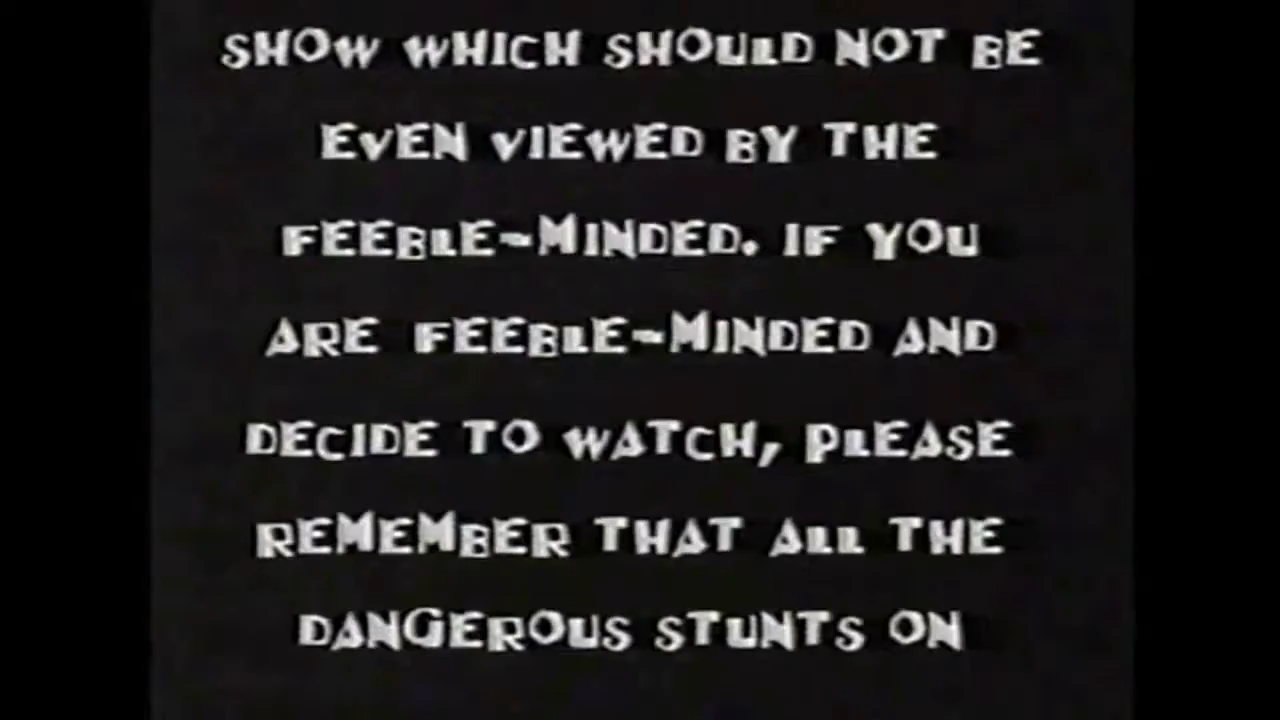 SHOW WHICH SHOULD NOT BE
EVEN VIEWED BY THE
FEEBLE-MINDED. IF YOU
ARE FEEBLE-MINDED AND
DECIDE TO WATCH, PLEASE
REMEMBER THAT ALL THE
DANGEROUS STUNTS ON